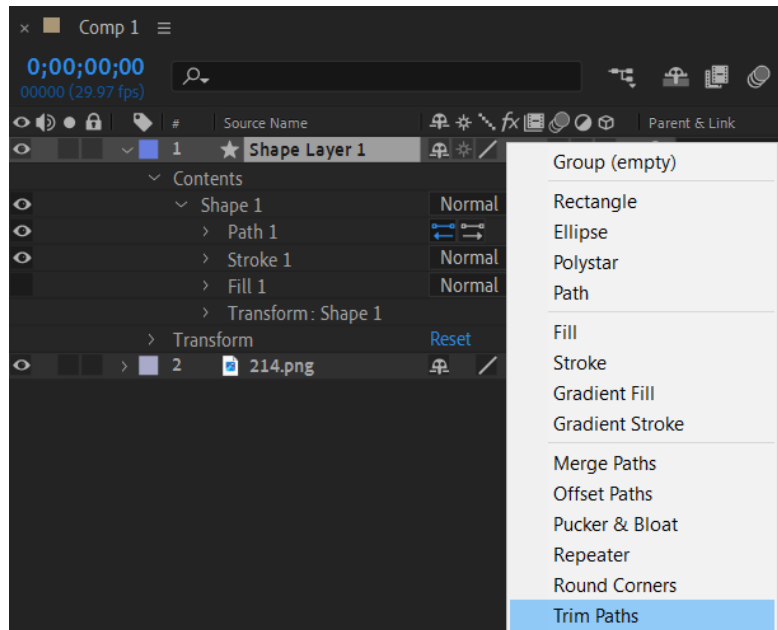 Comp 1
0;00;00;00
00000 (29.97 fps)
# Source Name fx Parent & Link
1 Shape Layer 1
Contents
Shape 1 Normal
Path 1
Stroke 1 Normal
Fill 1 Normal
Transform: Shape 1
Transform Reset
2 214.png
Group (empty)
Rectangle
Ellipse
Polystar
Path
Fill
Stroke
Gradient Fill
Gradient Stroke
Merge Paths
Offset Paths
Pucker & Bloat
Repeater
Round Corners
Trim Paths